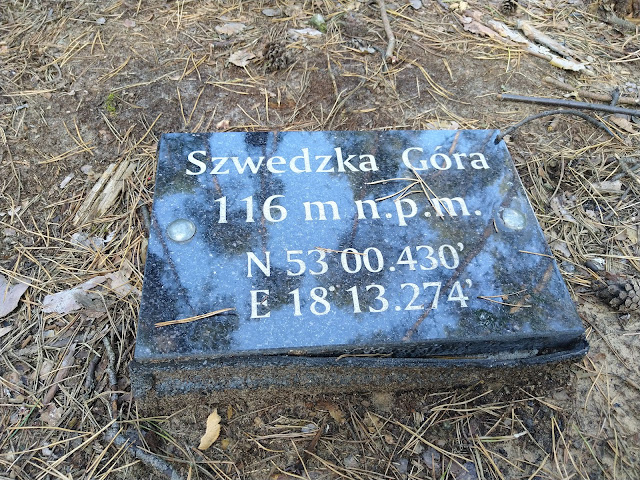 Szwedzka Góra
116 m n.p.m.
N 53°00.430'
E 18°13.274'